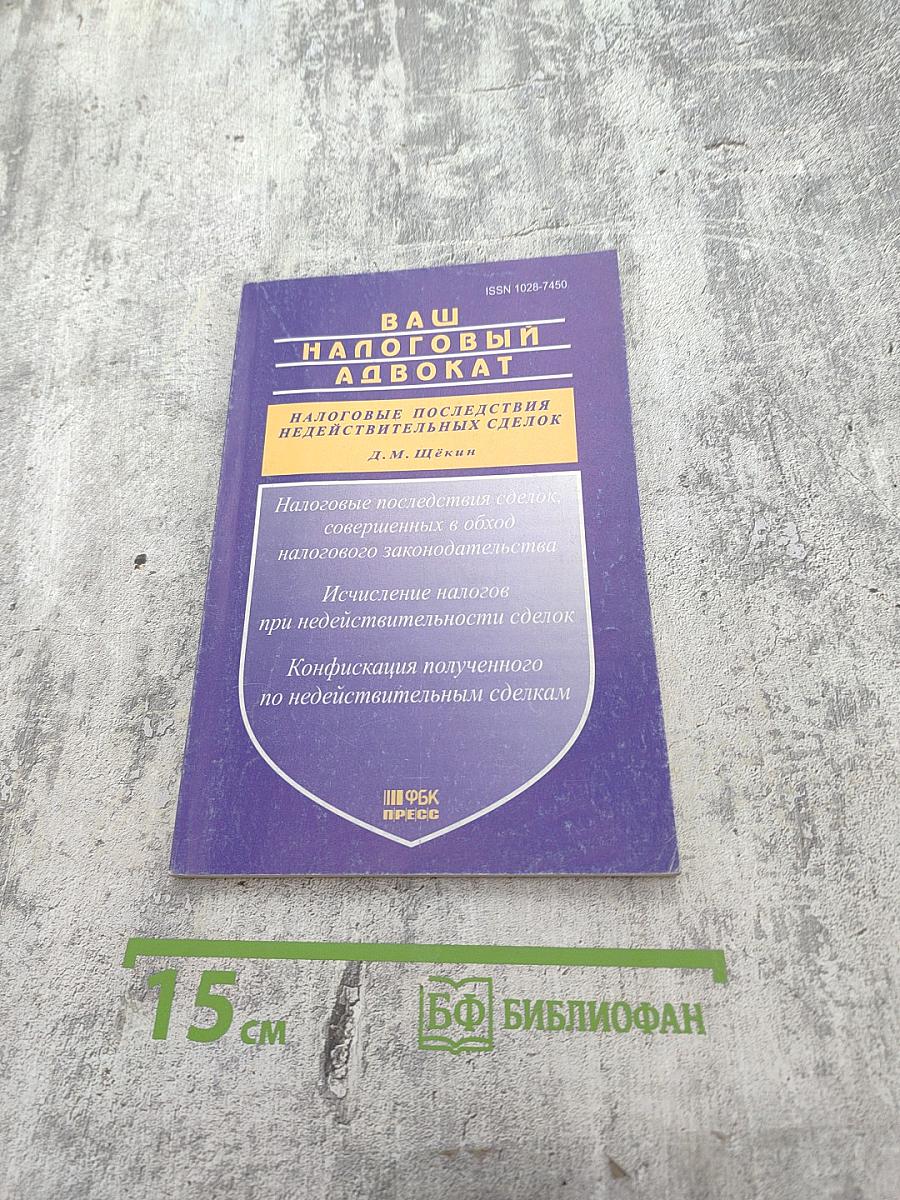 ISSN 1028-7450
ВАШ
НАЛОГОВЫЙ
АДВОКАТ
НАЛОГОВЫЕ ПОСЛЕДСТВИЯ
НЕДЕЙСТВИТЕЛЬНЫХ СДЕЛОК
Д. М. Щёкин
Налоговые последствия сделок,
совершенных в обход
налогового законодательства
Исчисление налогов
при недействительности сделок
Конфискация полученного
по недействительным сделкам
ФБК
ПРЕСС
15 см
БФ БИБЛИОФАН